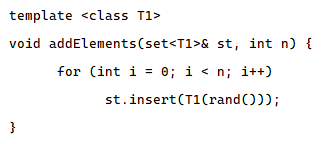 template <class T1>
void addElements(set<T1>& st, int n) {
for (int i = 0; i < n; i++)
st.insert(T1(rand()));
}